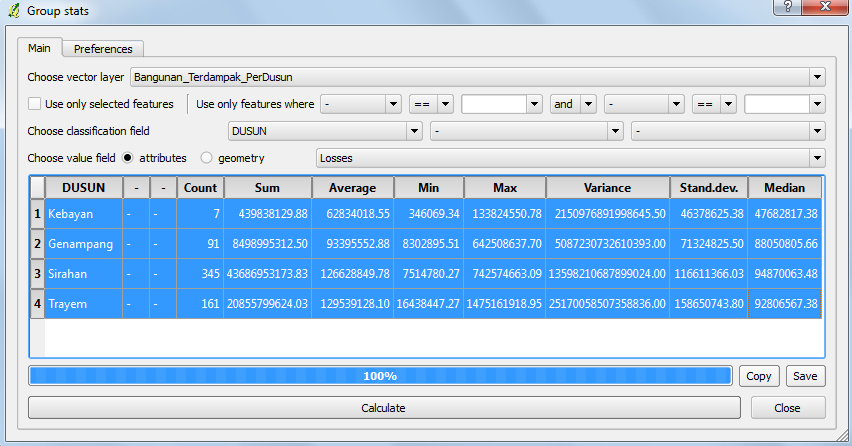 Group stats
Main Preferences
Choose vector layer Bangunan_Terdampak_PerDusun
Use only selected features Use only features where - == and - ==
Choose classification field DUSUN - -
Choose value field attributes geometry Losses
DUSUN - - Count Sum Average Min Max Variance Stand.dev. Median
1 Kebayan - - 7 439838129.88 62834018.55 346069.34 133824550.78 2150976891998645.50 46378625.38 47682817.38
2 Genampang - - 91 8498995312.50 93395552.88 8302895.51 642508637.70 5087230732610393.00 71324825.50 88050805.66
3 Sirahan - - 345 43686953173.83 126628849.78 7514780.27 742574663.09 13598210687899024.00 116611366.03 94870063.48
4 Trayem - - 161 20855799624.03 129539128.10 16438447.27 1475161918.95 25170058507358836.00 158650743.80 92806567.38
100% Copy Save
Calculate Close